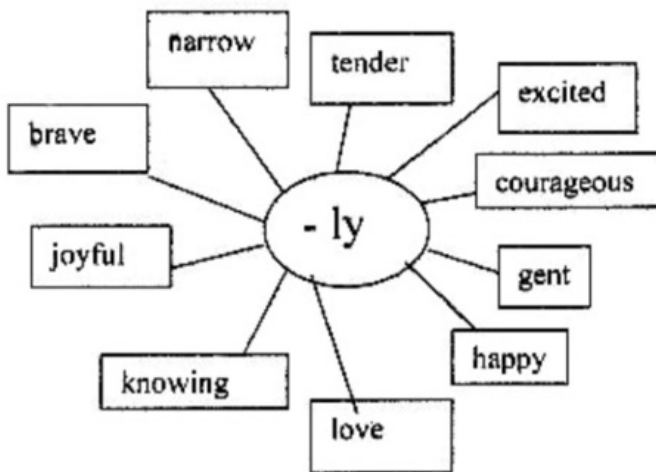 narrow
tender
excited
brave
courageous
- ly
joyful
gent
happy
knowing
love